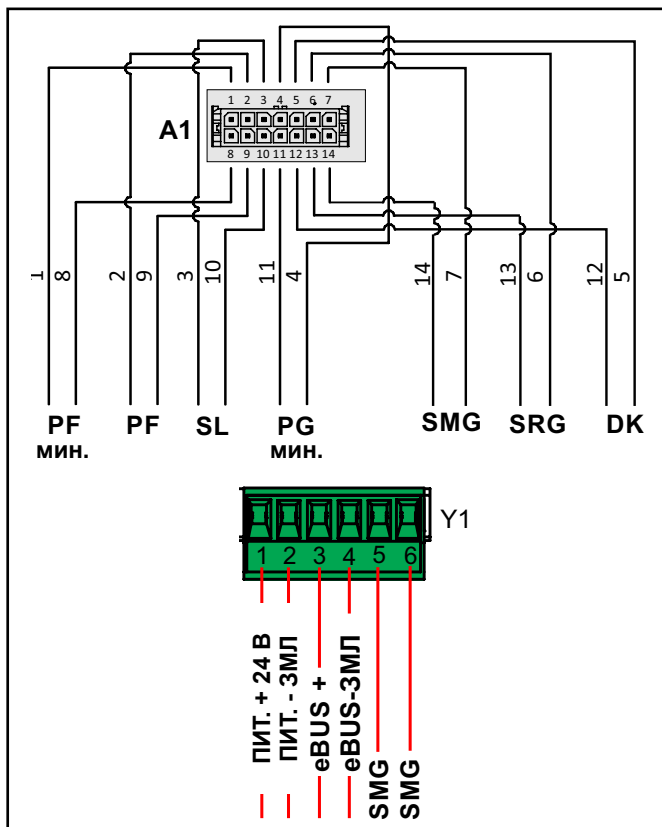 1 2 3 4 5 6 7
A1
8 9 10 11 12 13 14
1 8 2 9 3 10 11 4 14 7 13 6 12 5
PF мин.
PF
SL
PG мин.
SMG
SRG
DK
Y1
1 2 3 4 5 6
ПИТ. + 24 В
ПИТ. - ЗМЛ
eBUS +
eBUS-ЗМЛ
SMG
SMG